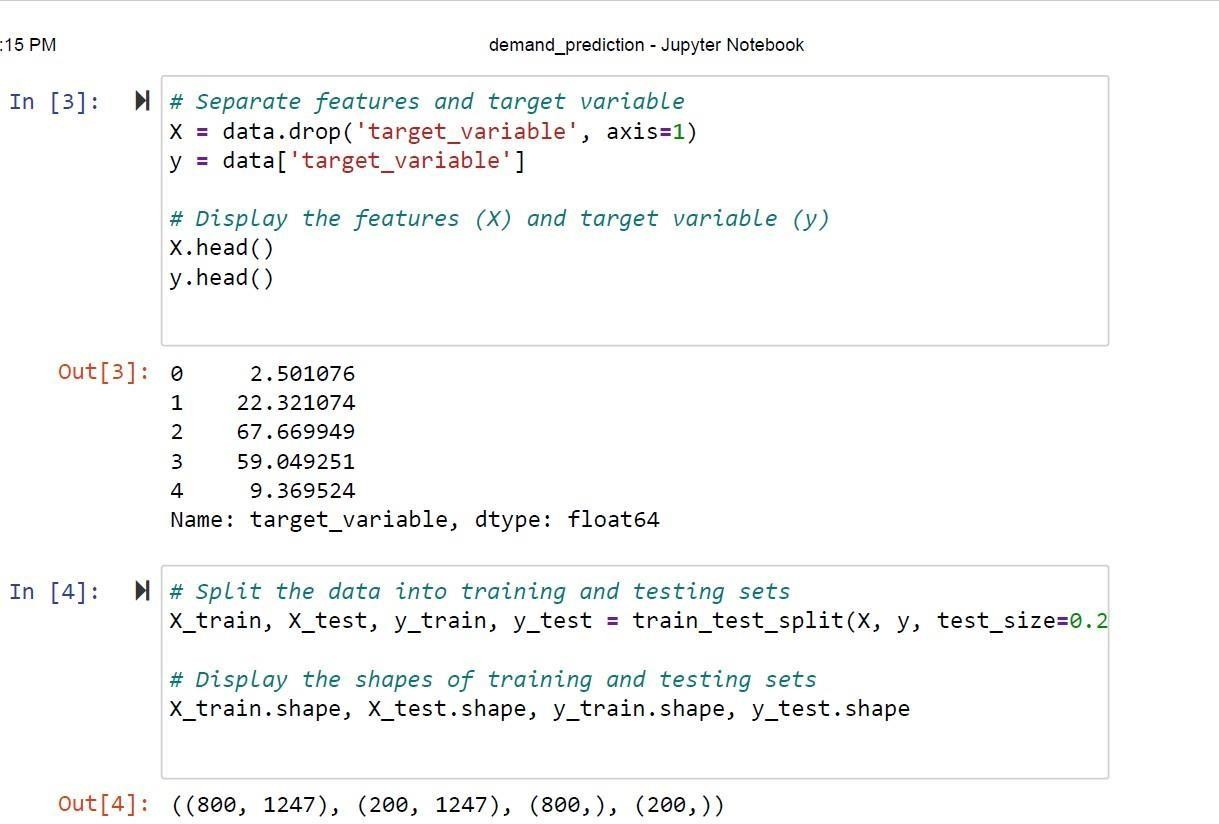 :15 PM
demand_prediction - Jupyter Notebook
In [3]:
# Separate features and target variable
X = data.drop('target_variable', axis=1)
y = data['target_variable']
# Display the features (X) and target variable (y)
X.head()
y.head()
Out[3]:
0     2.501076
1    22.321074
2    67.669949
3    59.049251
4     9.369524
Name: target_variable, dtype: float64
In [4]:
# Split the data into training and testing sets
X_train, X_test, y_train, y_test = train_test_split(X, y, test_size=0.2
# Display the shapes of training and testing sets
X_train.shape, X_test.shape, y_train.shape, y_test.shape
Out[4]: ((800, 1247), (200, 1247), (800,), (200,))